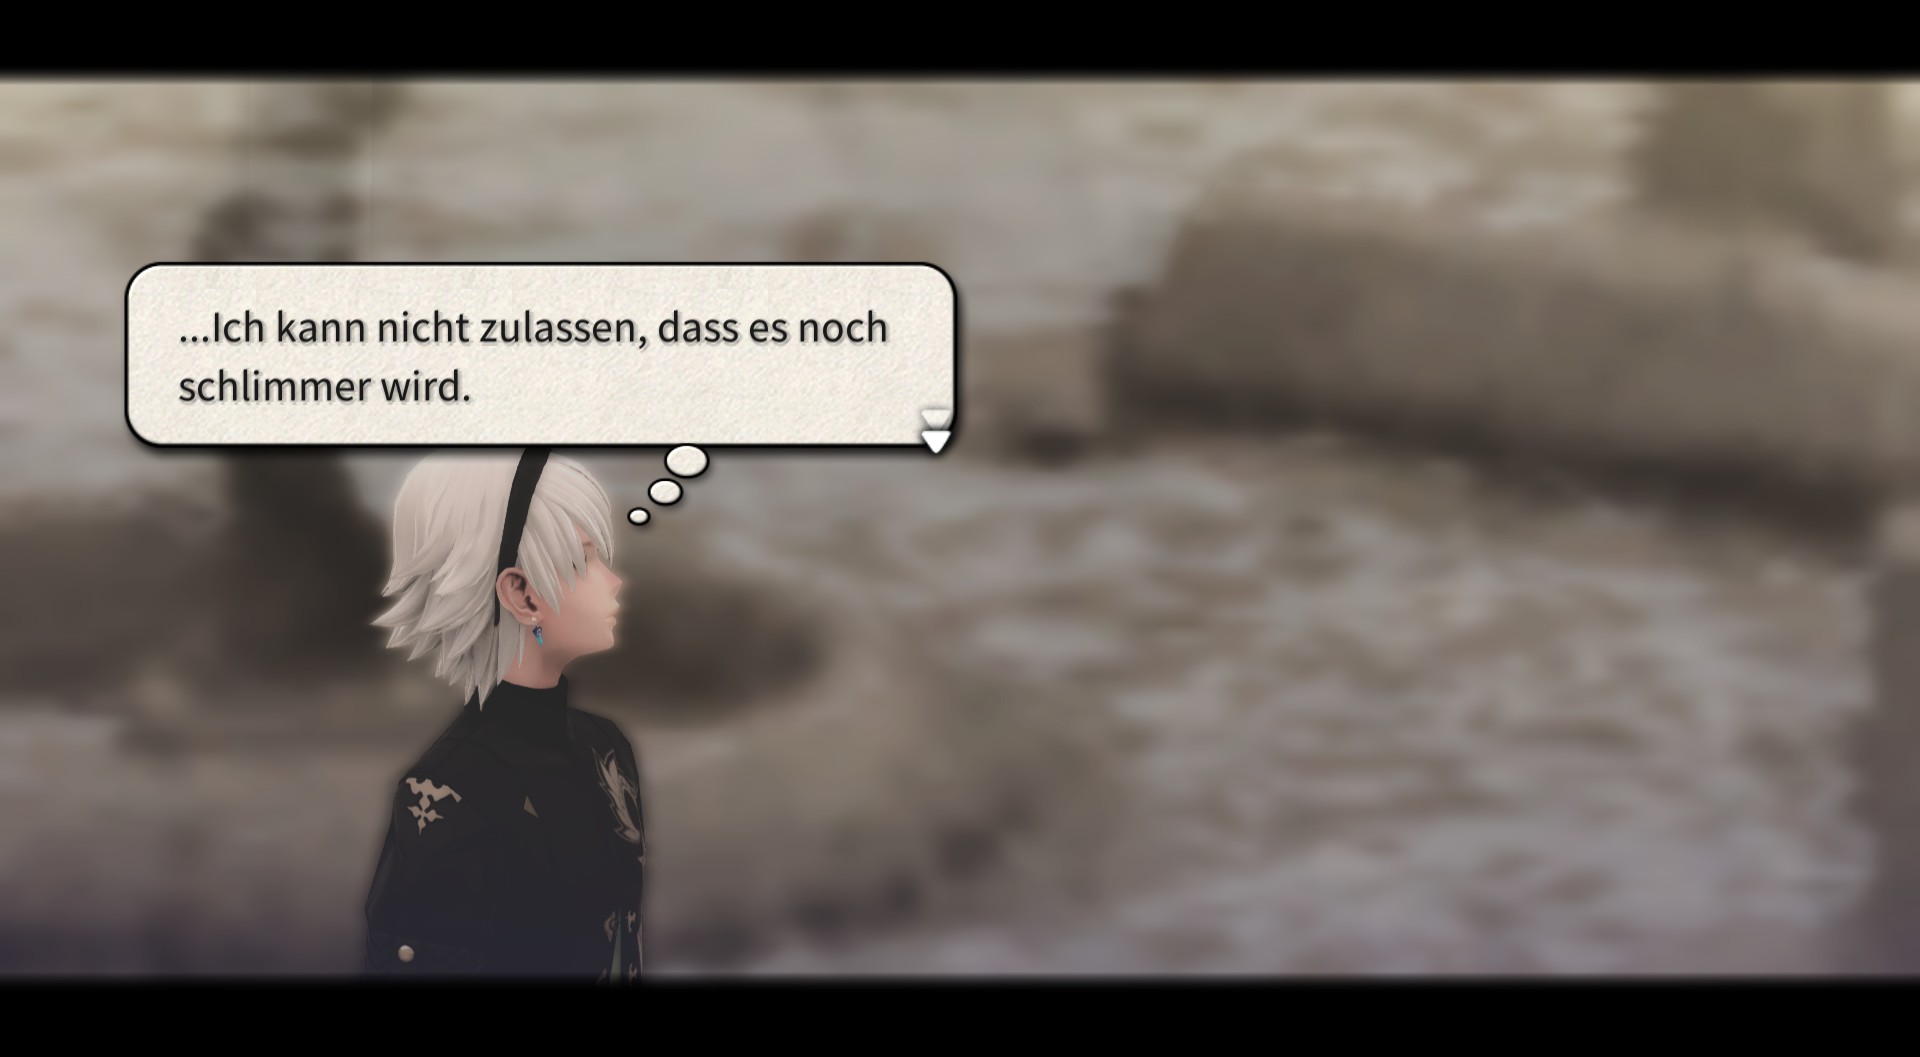 ...Ich kann nicht zulassen, dass es noch
schlimmer wird.